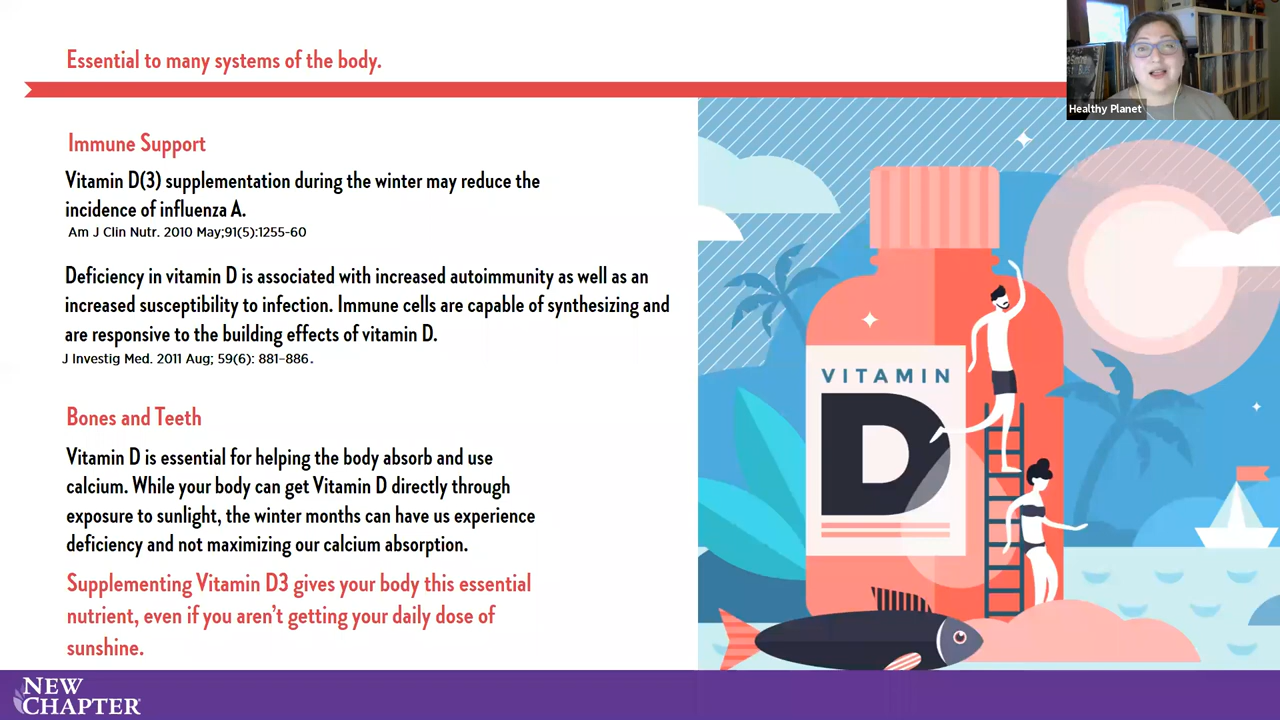 Essential to many systems of the body.
Healthy Planet
Immune Support
Vitamin D(3) supplementation during the winter may reduce the
incidence of influenza A.
Am J Clin Nutr. 2010 May;91(5):1255-60
Deficiency in vitamin D is associated with increased autoimmunity as well as an
increased susceptibility to infection. Immune cells are capable of synthesizing and
are responsive to the building effects of vitamin D.
J Investig Med. 2011 Aug; 59(6): 881–886.
Bones and Teeth
Vitamin D is essential for helping the body absorb and use
calcium. While your body can get Vitamin D directly through
exposure to sunlight, the winter months can have us experience
deficiency and not maximizing our calcium absorption.
Supplementing Vitamin D3 gives your body this essential
nutrient, even if you aren't getting your daily dose of
sunshine.
VITAMIN
D
NEW
CHAPTER